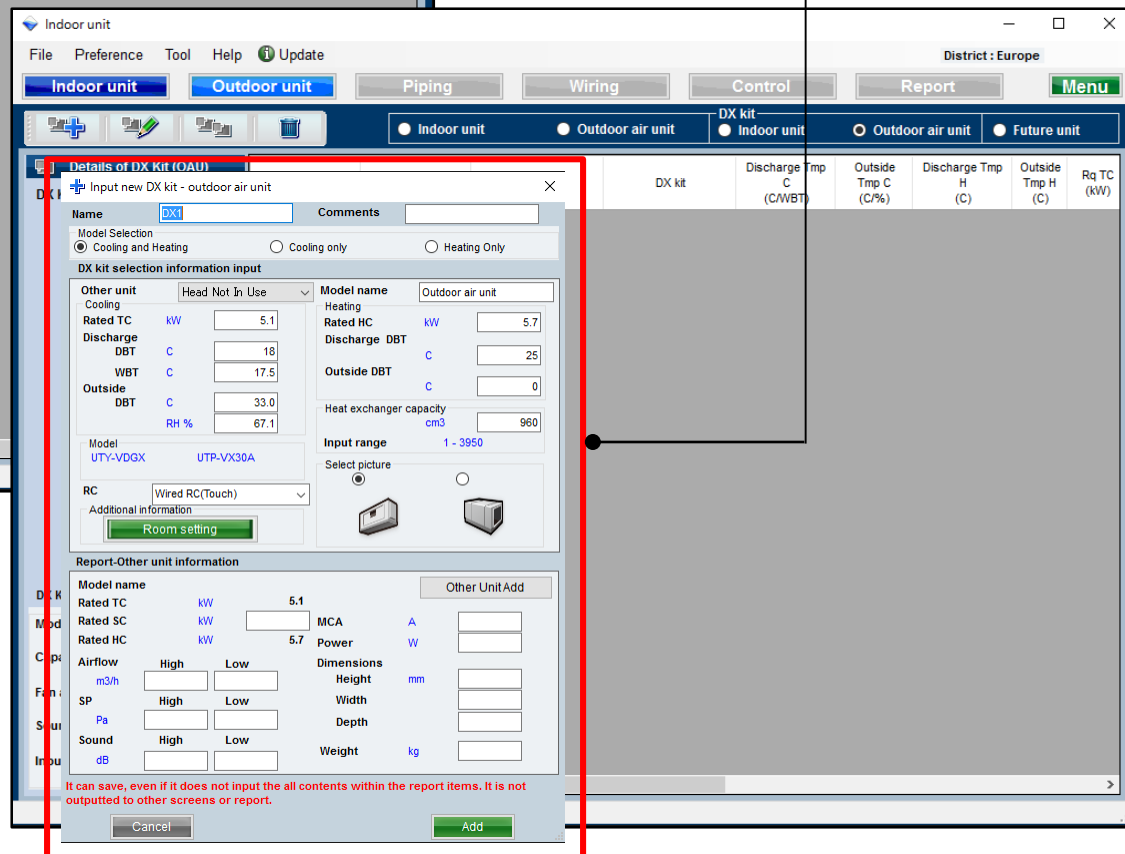 Indoor unit
File Preference Tool Help Update District : Europe
Indoor unit Outdoor unit Piping Wiring Control Report Menu
DX kit
Indoor unit Outdoor air unit Indoor unit Outdoor air unit Future unit
Details of DX Kit (OAU)
DX kit
Discharge Tmp C (C/WBT)
Outside Tmp C (C/%)
Discharge Tmp H (C)
Outside Tmp H (C)
Rq TC (kW)
Input new DX kit - outdoor air unit
Name DX1 Comments
Model Selection
Cooling and Heating Cooling only Heating Only
DX kit selection information input
Other unit Head Not In Use Model name Outdoor air unit
Cooling
Rated TC kW 5.1
Discharge
DBT C 18
WBT C 17.5
Outside
DBT C 33.0
RH % 67.1
Heating
Rated HC kW 5.7
Discharge DBT
C 25
Outside DBT
C 0
Heat exchanger capacity
cm3 960
Input range 1 - 3950
Model
UTY-VDGX UTP-VX30A
Select picture
RC Wired RC(Touch)
Additional information
Room setting
Report-Other unit information
Model name Other Unit Add
Rated TC kW 5.1
Rated SC kW
Rated HC kW 5.7
MCA A
Power W
Airflow High Low
m3/h
SP High Low
Pa
Sound High Low
dB
Dimensions
Height mm
Width
Depth
Weight kg
It can save, even if it does not input the all contents within the report items. It is not
outputted to other screens or report.
Cancel Add